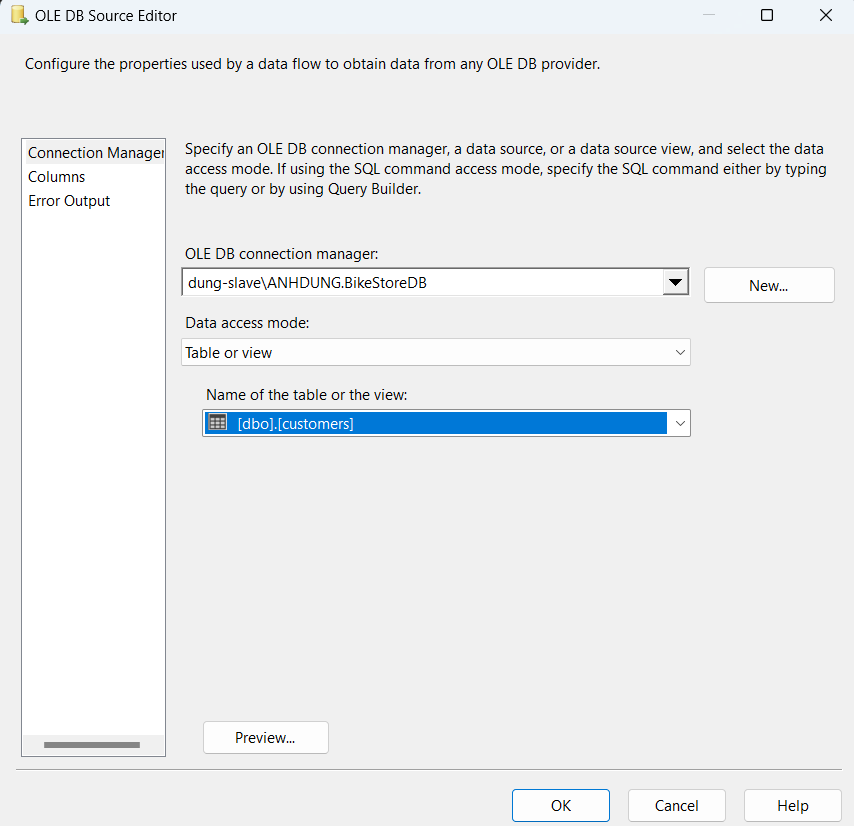 OLE DB Source Editor
Configure the properties used by a data flow to obtain data from any OLE DB provider.
Connection Manager
Columns
Error Output
Specify an OLE DB connection manager, a data source, or a data source view, and select the data
access mode. If using the SQL command access mode, specify the SQL command either by typing
the query or by using Query Builder.
OLE DB connection manager:
dung-slave\ANHDUNG.BikeStoreDB
New...
Data access mode:
Table or view
Name of the table or the view:
[dbo].[customers]
Preview...
OK
Cancel
Help